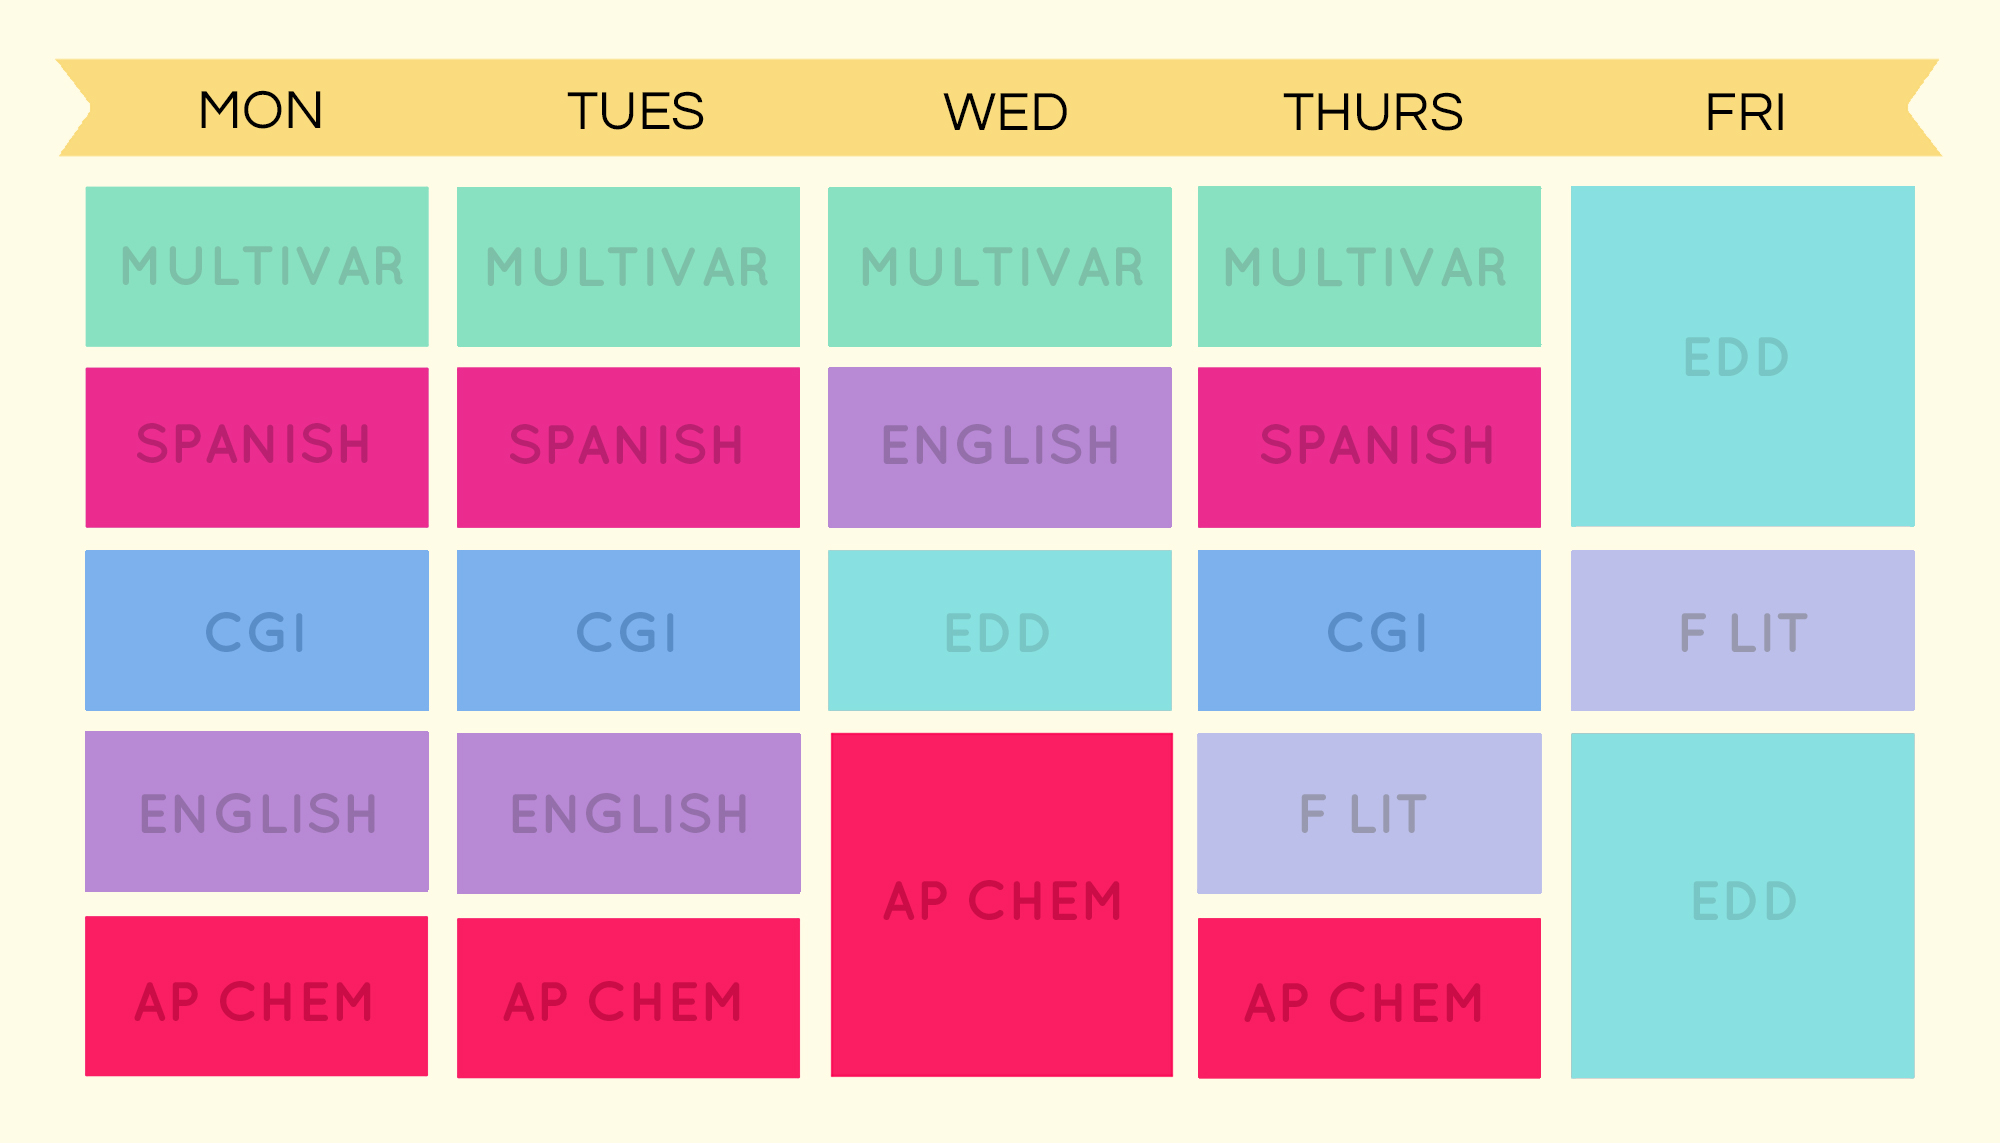 MON TUES WED THURS FRI
MULTIVAR MULTIVAR MULTIVAR MULTIVAR EDD
SPANISH SPANISH ENGLISH SPANISH
CGI CGI EDD CGI F LIT
ENGLISH ENGLISH AP CHEM F LIT EDD
AP CHEM AP CHEM AP CHEM